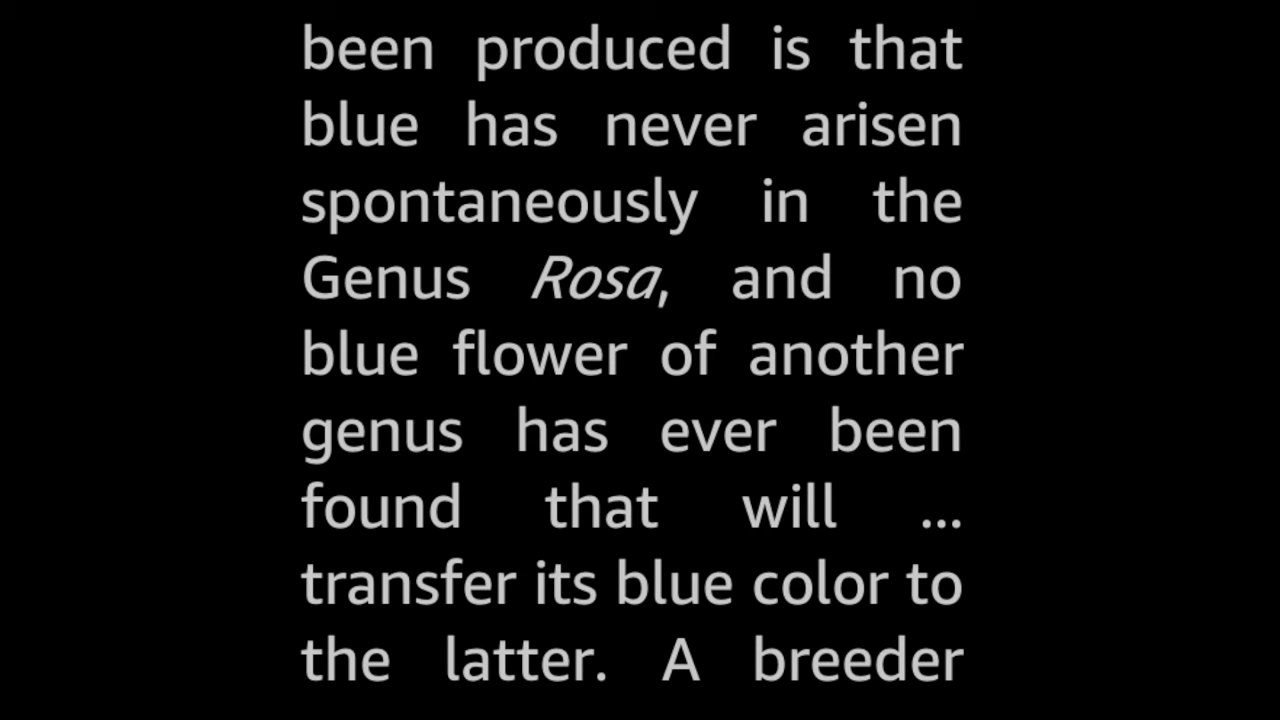 been produced is that
blue has never arisen
spontaneously in the
Genus Rosa, and no
blue flower of another
genus has ever been
found that will ...
transfer its blue color to
the latter. A breeder